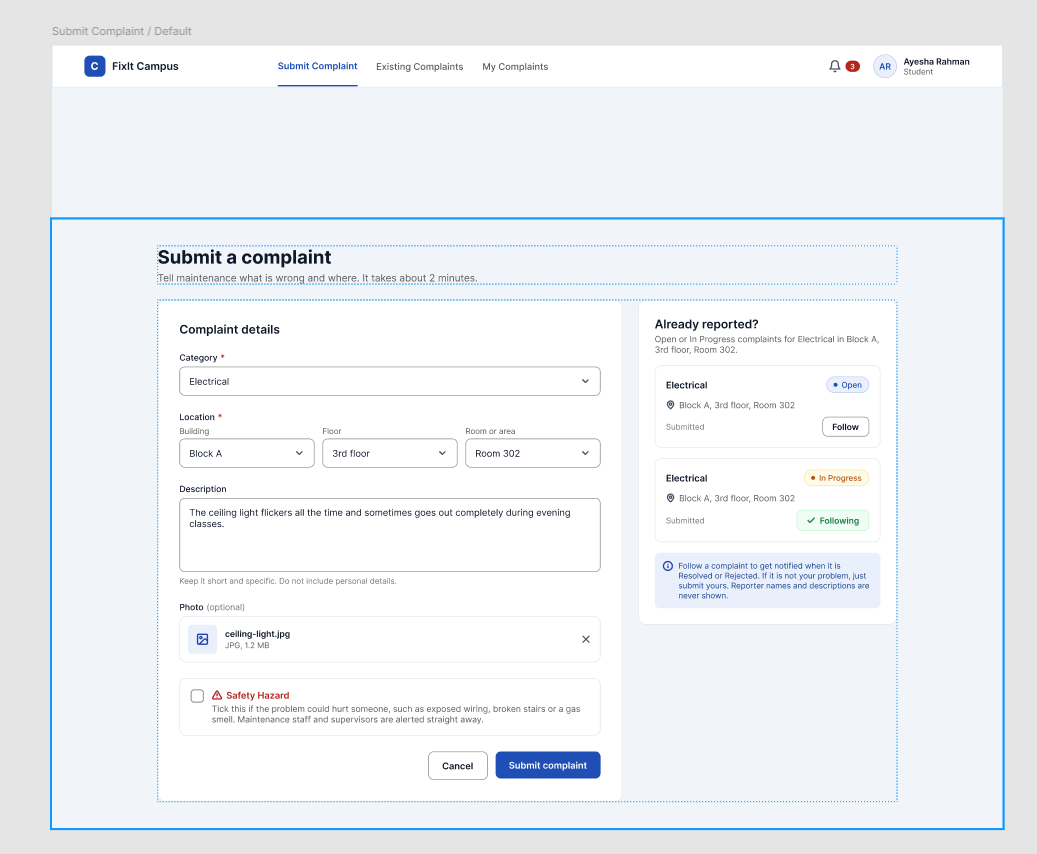 Submit Complaint / Default
C FixIt Campus
Submit Complaint Existing Complaints My Complaints
3
AR
Ayesha Rahman
Student
Submit a complaint
Tell maintenance what is wrong and where. It takes about 2 minutes.
Complaint details
Category *
Electrical
Location *
Building Floor Room or area
Block A 3rd floor Room 302
Description
The ceiling light flickers all the time and sometimes goes out completely during evening
classes.
Keep it short and specific. Do not include personal details.
Photo (optional)
ceiling-light.jpg
JPG, 1.2 MB
Safety Hazard
Tick this if the problem could hurt someone, such as exposed wiring, broken stairs or a gas
smell. Maintenance staff and supervisors are alerted straight away.
Cancel Submit complaint
Already reported?
Open or In Progress complaints for Electrical in Block A,
3rd floor, Room 302.
Electrical Open
Block A, 3rd floor, Room 302
Submitted Follow
Electrical In Progress
Block A, 3rd floor, Room 302
Submitted Following
Follow a complaint to get notified when it is
Resolved or Rejected. If it is not your problem, just
submit yours. Reporter names and descriptions are
never shown.